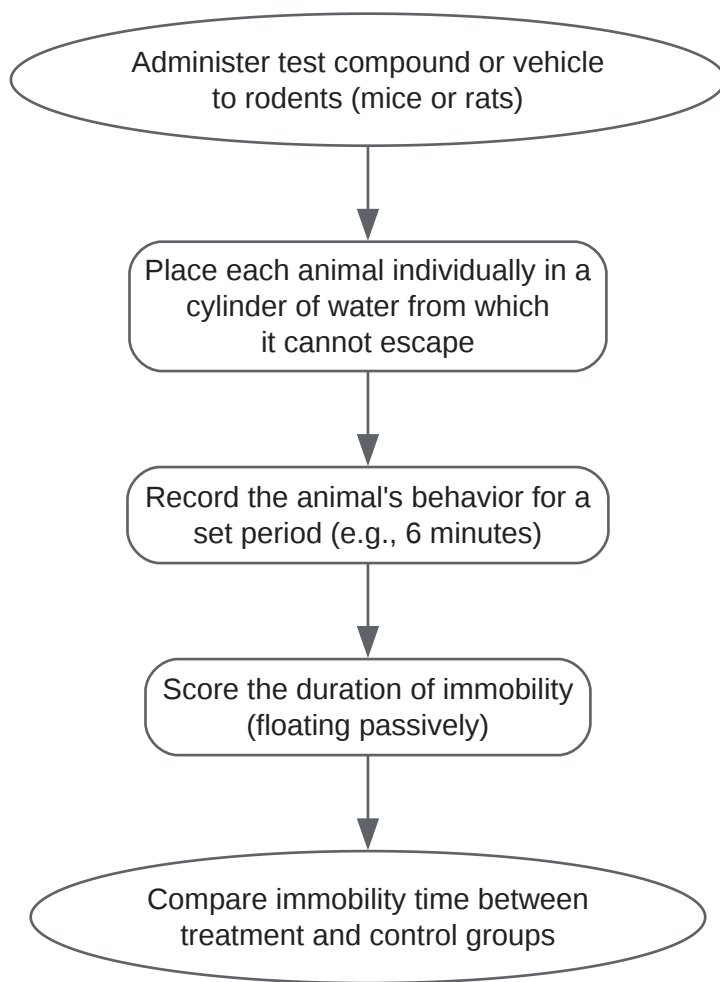 Administer test compound or vehicle
to rodents (mice or rats)
Place each animal individually in a
cylinder of water from which
it cannot escape
Record the animal's behavior for a
set period (e.g., 6 minutes)
Score the duration of immobility
(floating passively)
Compare immobility time between
treatment and control groups